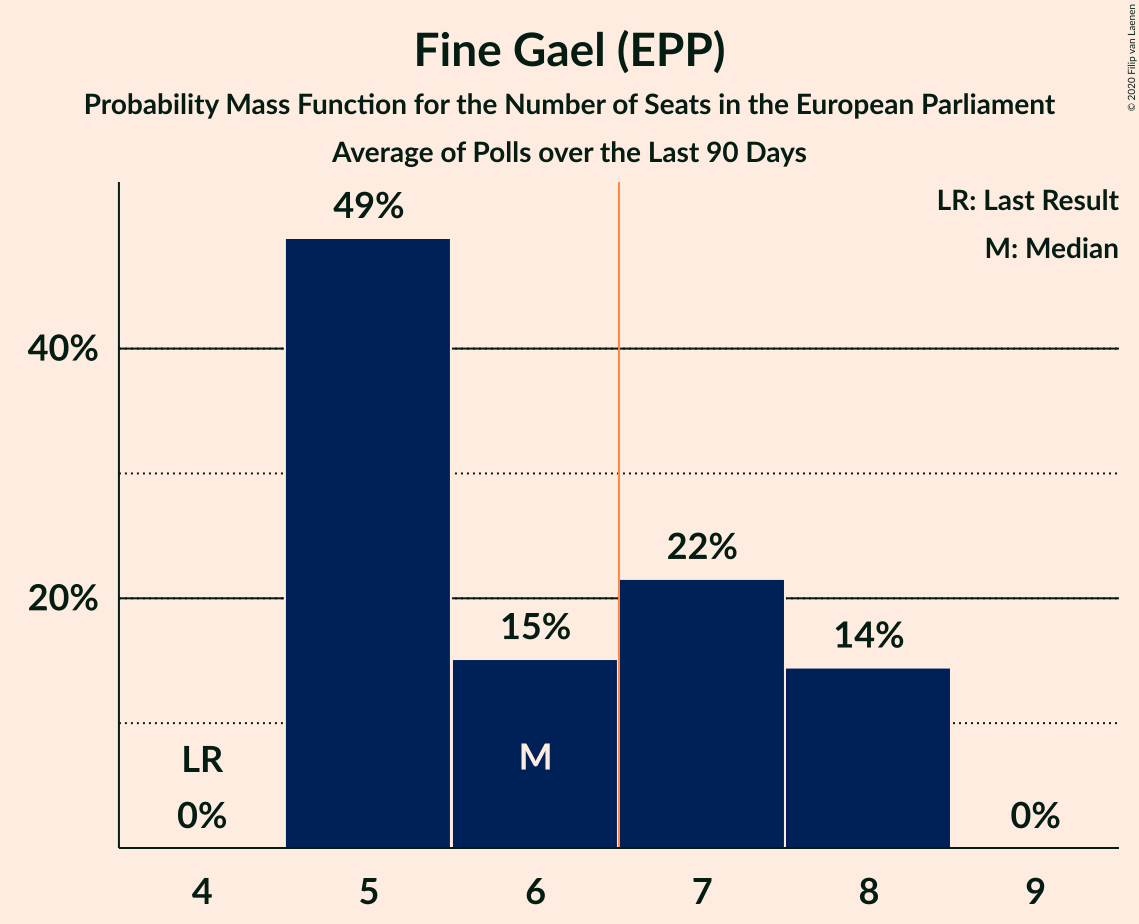 Fine Gael (EPP)
Probability Mass Function for the Number of Seats in the European Parliament
Average of Polls over the Last 90 Days
© 2020 Filip van Laenen
LR: Last Result
M: Median
49%
40%
22%
20%
15%
14%
LR
M
0%
0%
4 5 6 7 8 9